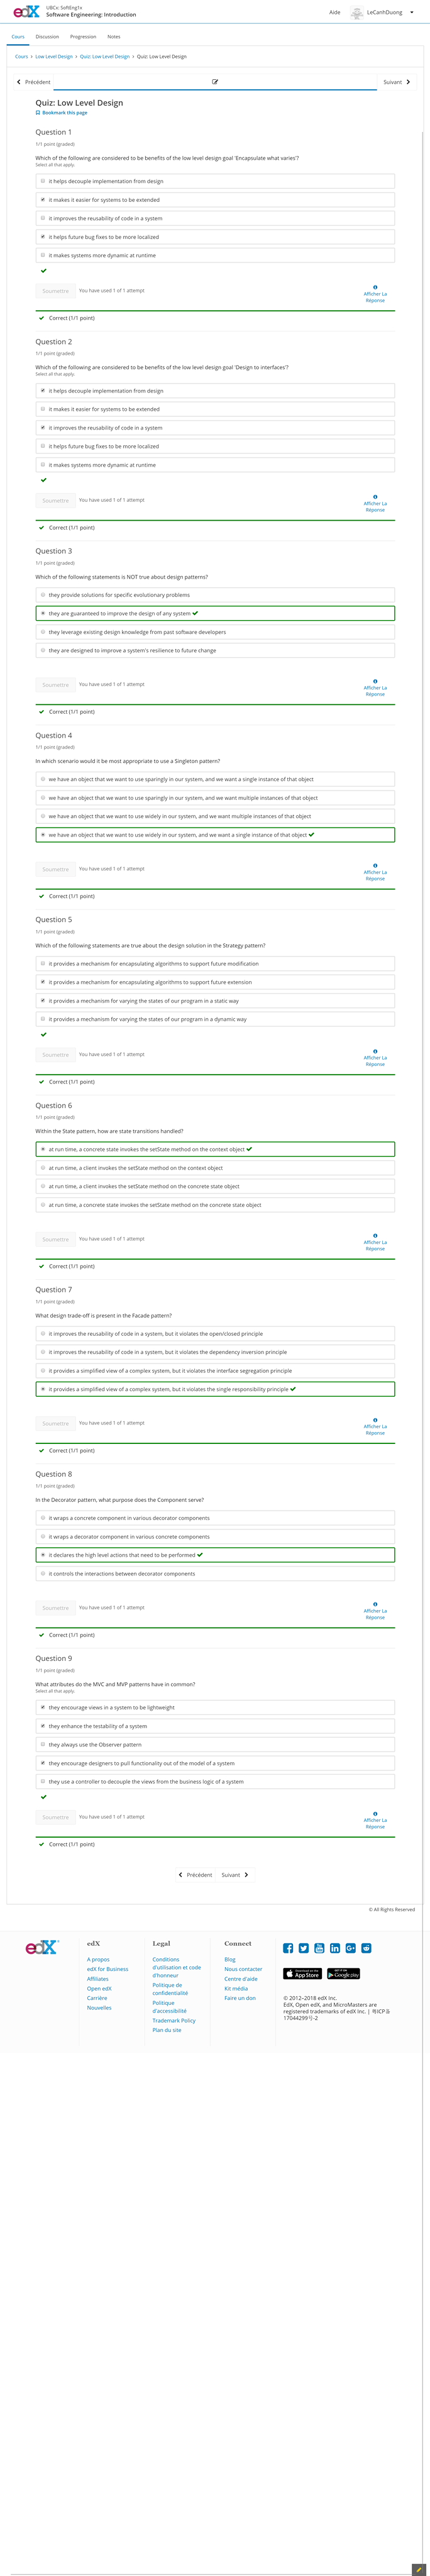 edX
UBCx: SoftEng1x
Software Engineering: Introduction
Aide
LeCanhDuong
Cours
Discussion
Progression
Notes
Cours > Low Level Design > Quiz: Low Level Design > Quiz: Low Level Design
Précédent
Suivant
Quiz: Low Level Design
Bookmark this page
Question 1
1/1 point (graded)
Which of the following are considered to be benefits of the low level design goal 'Encapsulate what varies'?
Select all that apply.
it helps decouple implementation from design
it makes it easier for systems to be extended
it improves the reusability of code in a system
it helps future bug fixes to be more localized
it makes systems more dynamic at runtime
Soumettre
You have used 1 of 1 attempt
Afficher La
Réponse
Correct (1/1 point)
Question 2
1/1 point (graded)
Which of the following are considered to be benefits of the low level design goal 'Design to interfaces'?
Select all that apply.
it helps decouple implementation from design
it makes it easier for systems to be extended
it improves the reusability of code in a system
it helps future bug fixes to be more localized
it makes systems more dynamic at runtime
Soumettre
You have used 1 of 1 attempt
Afficher La
Réponse
Correct (1/1 point)
Question 3
1/1 point (graded)
Which of the following statements is NOT true about design patterns?
they provide solutions for specific evolutionary problems
they are guaranteed to improve the design of any system
they leverage existing design knowledge from past software developers
they are designed to improve a system's resilience to future change
Soumettre
You have used 1 of 1 attempt
Afficher La
Réponse
Correct (1/1 point)
Question 4
1/1 point (graded)
In which scenario would it be most appropriate to use a Singleton pattern?
we have an object that we want to use sparingly in our system, and we want a single instance of that object
we have an object that we want to use sparingly in our system, and we want multiple instances of that object
we have an object that we want to use widely in our system, and we want multiple instances of that object
we have an object that we want to use widely in our system, and we want a single instance of that object
Soumettre
You have used 1 of 1 attempt
Afficher La
Réponse
Correct (1/1 point)
Question 5
1/1 point (graded)
Which of the following statements are true about the design solution in the Strategy pattern?
it provides a mechanism for encapsulating algorithms to support future modification
it provides a mechanism for encapsulating algorithms to support future extension
it provides a mechanism for varying the states of our program in a static way
it provides a mechanism for varying the states of our program in a dynamic way
Soumettre
You have used 1 of 1 attempt
Afficher La
Réponse
Correct (1/1 point)
Question 6
1/1 point (graded)
Within the State pattern, how are state transitions handled?
at run time, a concrete state invokes the setState method on the context object
at run time, a client invokes the setState method on the context object
at run time, a client invokes the setState method on the concrete state object
at run time, a concrete state invokes the setState method on the concrete state object
Soumettre
You have used 1 of 1 attempt
Afficher La
Réponse
Correct (1/1 point)
Question 7
1/1 point (graded)
What design trade-off is present in the Facade pattern?
it improves the reusability of code in a system, but it violates the open/closed principle
it improves the reusability of code in a system, but it violates the dependency inversion principle
it provides a simplified view of a complex system, but it violates the interface segregation principle
it provides a simplified view of a complex system, but it violates the single responsibility principle
Soumettre
You have used 1 of 1 attempt
Afficher La
Réponse
Correct (1/1 point)
Question 8
1/1 point (graded)
In the Decorator pattern, what purpose does the Component serve?
it wraps a concrete component in various decorator components
it wraps a decorator component in various concrete components
it declares the high level actions that need to be performed
it controls the interactions between decorator components
Soumettre
You have used 1 of 1 attempt
Afficher La
Réponse
Correct (1/1 point)
Question 9
1/1 point (graded)
What attributes do the MVC and MVP patterns have in common?
Select all that apply.
they encourage views in a system to be lightweight
they enhance the testability of a system
they always use the Observer pattern
they encourage designers to pull functionality out of the model of a system
they use a controller to decouple the views from the business logic of a system
Soumettre
You have used 1 of 1 attempt
Afficher La
Réponse
Correct (1/1 point)
Précédent
Suivant
© All Rights Reserved
edX
edX
A propos
edX for Business
Affiliates
Open edX
Carrière
Nouvelles
Legal
Conditions
d'utilisation et code
d'honneur
Politique de
confidentialité
Politique
d'accessibilité
Trademark Policy
Plan du site
Connect
Blog
Nous contacter
Centre d'aide
Kit média
Faire un don
App Store
Google play
© 2012–2018 edX Inc.
EdX, Open edX, and MicroMasters are
registered trademarks of edX Inc. | 粤ICP备
17044299号-2